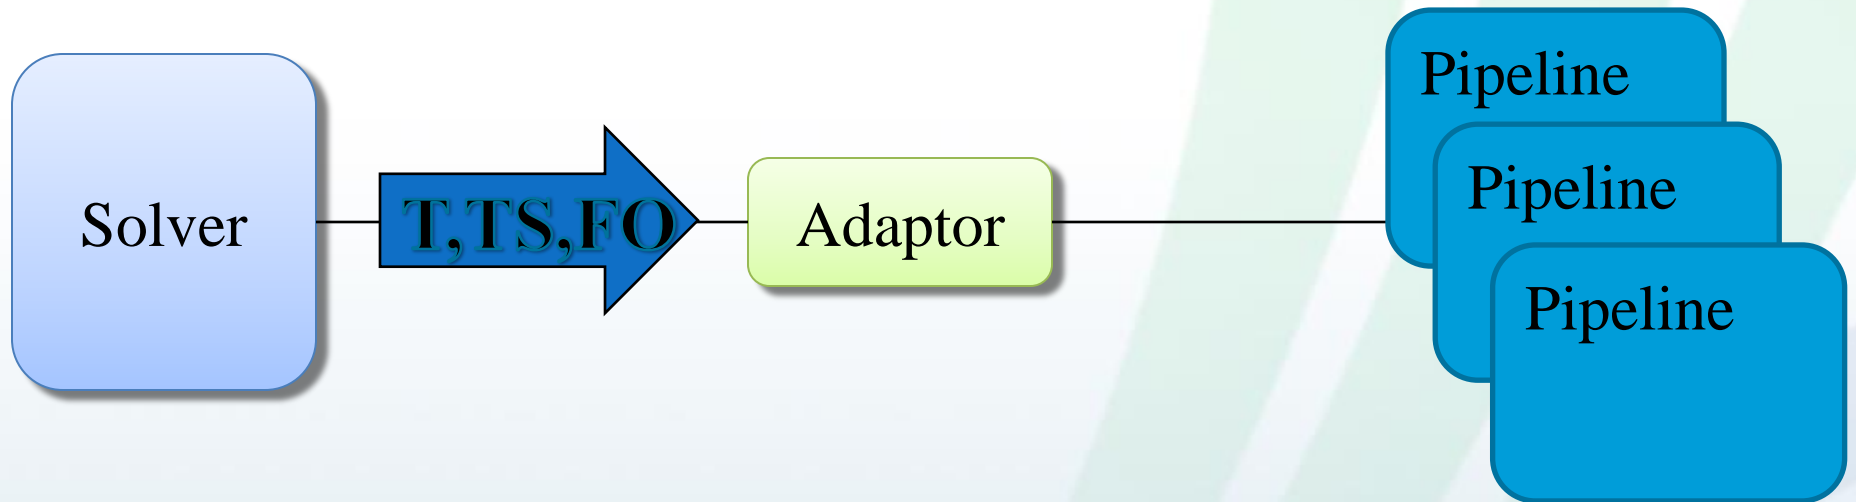 Solver
T,TS,FO
Adaptor
Pipeline
Pipeline
Pipeline